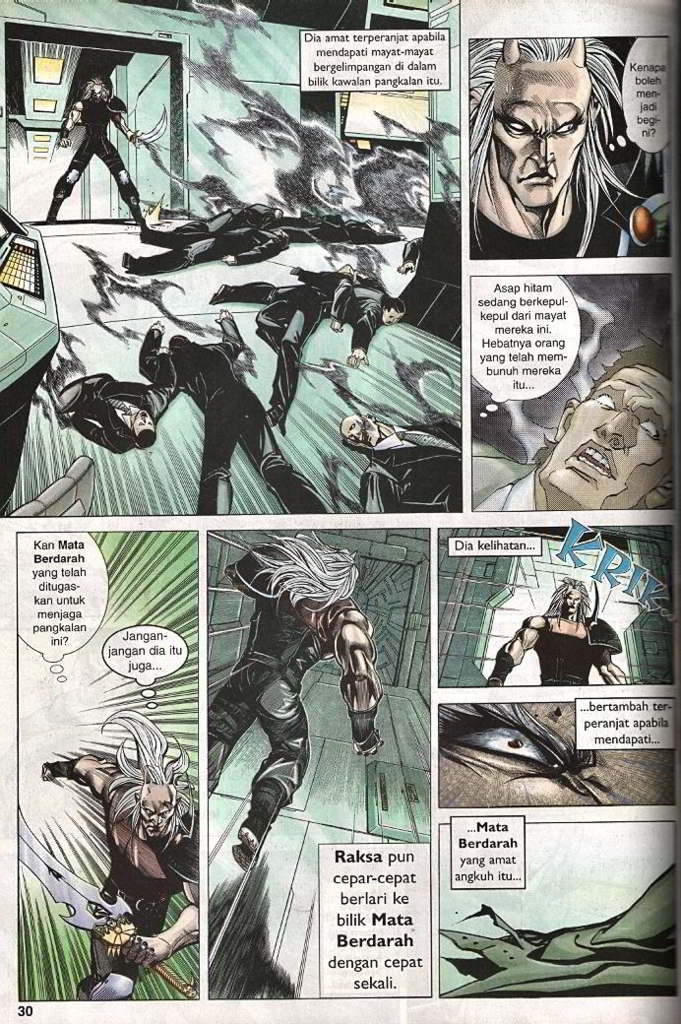 Dia amat terperanjat apabila
mendapati mayat-mayat
bergelimpangan di dalam
bilik kawalan pangkalan itu.
Kenapa
boleh
men-
jadi
begi-
ni?
Asap hitam
sedang berkepul-
kepul dari mayat
mereka ini.
Hebatnya orang
yang telah mem-
bunuh mereka
itu...
Kan Mata
Berdarah
yang telah
ditugas-
kan untuk
menjaga
pangkalan
ini?
Jangan-
jangan dia itu
juga...
Raksa pun
cepar-cepat
berlari ke
bilik Mata
Berdarah
dengan cepat
sekali.
Dia kelihatan...
KRIK
...bertambah ter-
peranjat apabila
mendapati...
...Mata
Berdarah
yang amat
angkuh itu...
30